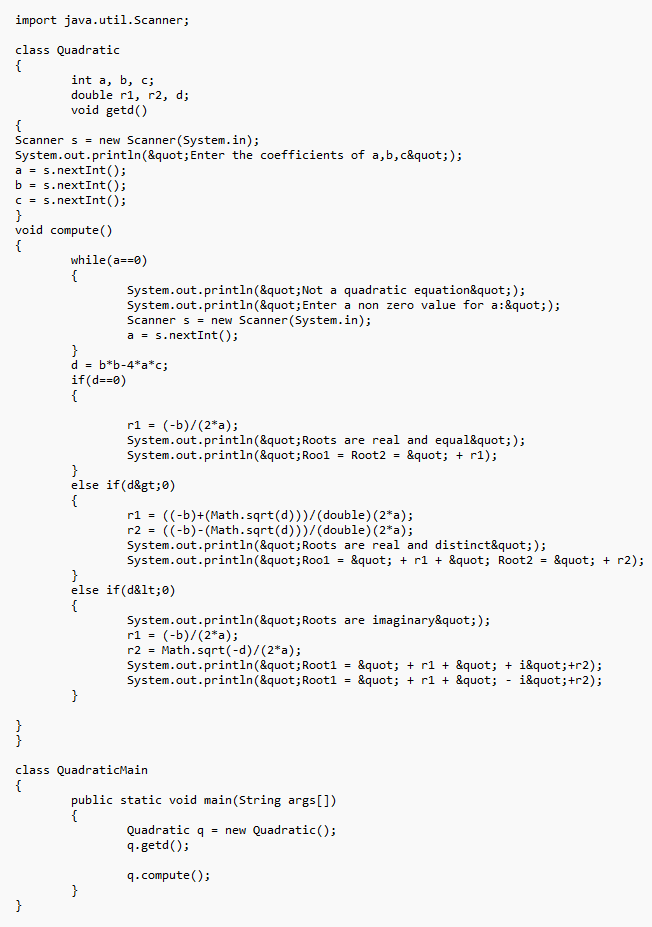 import java.util.Scanner;
class Quadratic
{
int a, b, c;
double r1, r2, d;
void getd()
{
Scanner s = new Scanner(System.in);
System.out.println(&quot;Enter the coefficients of a,b,c&quot;);
a = s.nextInt();
b = s.nextInt();
c = s.nextInt();
}
void compute()
{
while(a==0)
{
System.out.println(&quot;Not a quadratic equation&quot;);
System.out.println(&quot;Enter a non zero value for a:&quot;);
Scanner s = new Scanner(System.in);
a = s.nextInt();
}
d = b*b-4*a*c;
if(d==0)
{
r1 = (-b)/(2*a);
System.out.println(&quot;Roots are real and equal&quot;);
System.out.println(&quot;Roo1 = Root2 = &quot; + r1);
}
else if(d&gt;0)
{
r1 = ((-b)+(Math.sqrt(d)))/(double)(2*a);
r2 = ((-b)-(Math.sqrt(d)))/(double)(2*a);
System.out.println(&quot;Roots are real and distinct&quot;);
System.out.println(&quot;Roo1 = &quot; + r1 + &quot; Root2 = &quot; + r2);
}
else if(d&lt;0)
{
System.out.println(&quot;Roots are imaginary&quot;);
r1 = (-b)/(2*a);
r2 = Math.sqrt(-d)/(2*a);
System.out.println(&quot;Root1 = &quot; + r1 + &quot; + i&quot;+r2);
System.out.println(&quot;Root1 = &quot; + r1 + &quot; - i&quot;+r2);
}
}
}
class QuadraticMain
{
public static void main(String args[])
{
Quadratic q = new Quadratic();
q.getd();
q.compute();
}
}